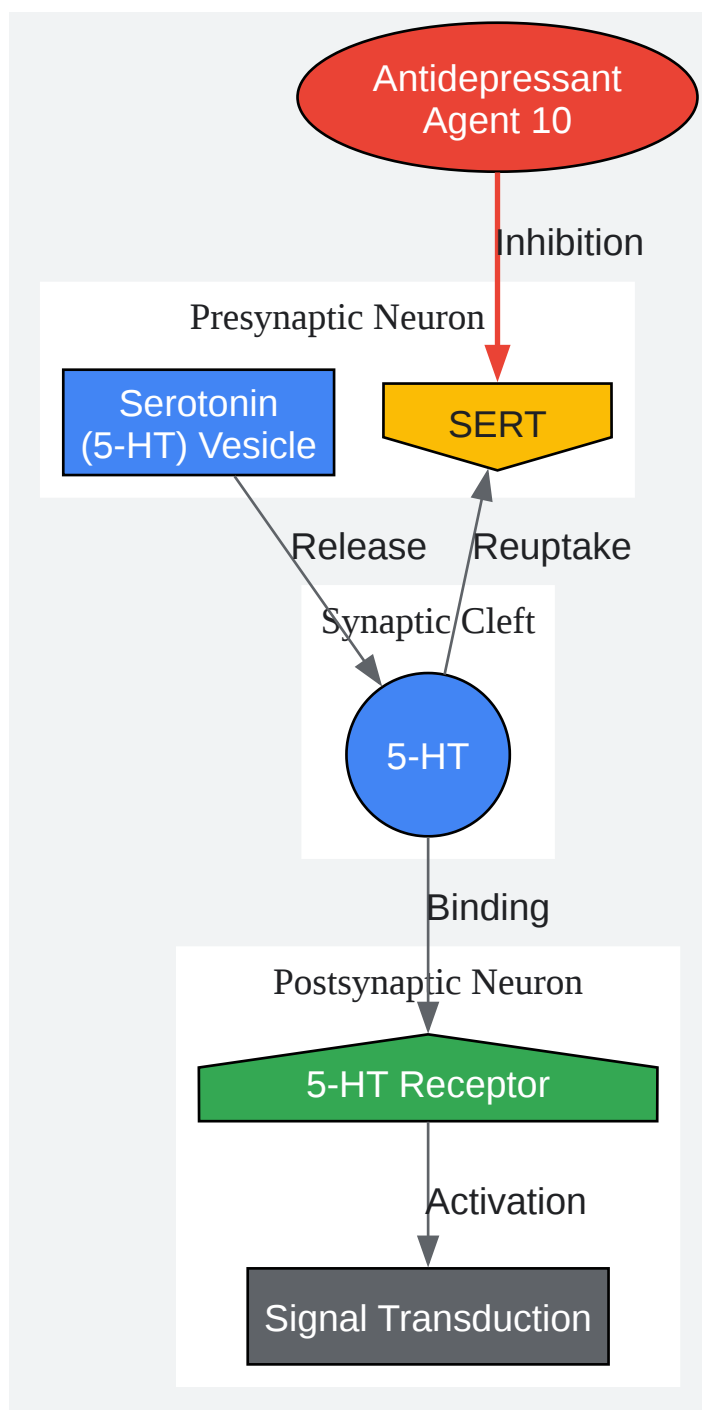 Antidepressant
Agent 10
Inhibition
Presynaptic Neuron
Serotonin
(5-HT) Vesicle
SERT
Release
Reuptake
Synaptic Cleft
5-HT
Binding
Postsynaptic Neuron
5-HT Receptor
Activation
Signal Transduction